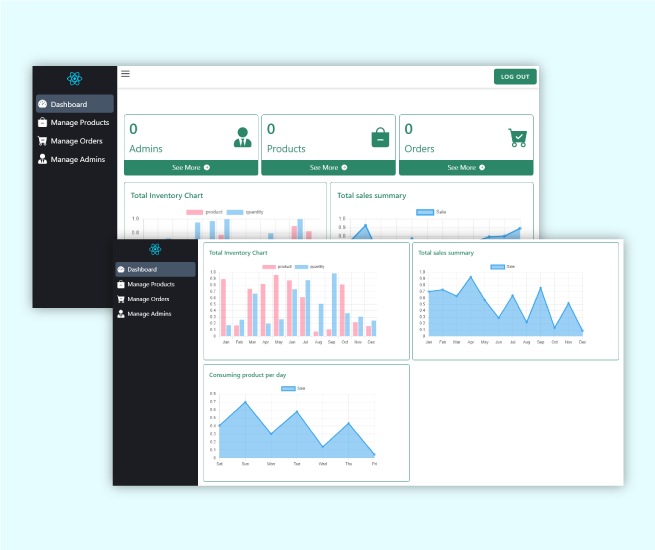 LOG OUT
Dashboard
Manage Products
Manage Orders
Manage Admins
0
Admins
See More
0
Products
See More
0
Orders
See More
Total Inventory Chart
product quantity
1.0
0.9
Total sales summary
Sale
1.0
0.9
0.8
Dashboard
Manage Products
Manage Orders
Manage Admins
Total Inventory Chart
product quantity
1.0
0.9
0.8
0.7
0.6
0.5
0.4
0.3
0.2
0.1
0
Jan Feb Mar Apr May Jun Jul Aug Sep Oct Nov Dec
Total sales summary
Sale
1.0
0.9
0.8
0.7
0.6
0.5
0.4
0.3
0.2
0.1
0
Jan Feb Mar Apr May Jun Jul Aug Sep Oct Nov Dec
Consuming product per day
Sale
0.8
0.7
0.6
0.5
0.4
0.3
0.2
0.1
0
Sat Sun Mon Tue Wed Thu Fri